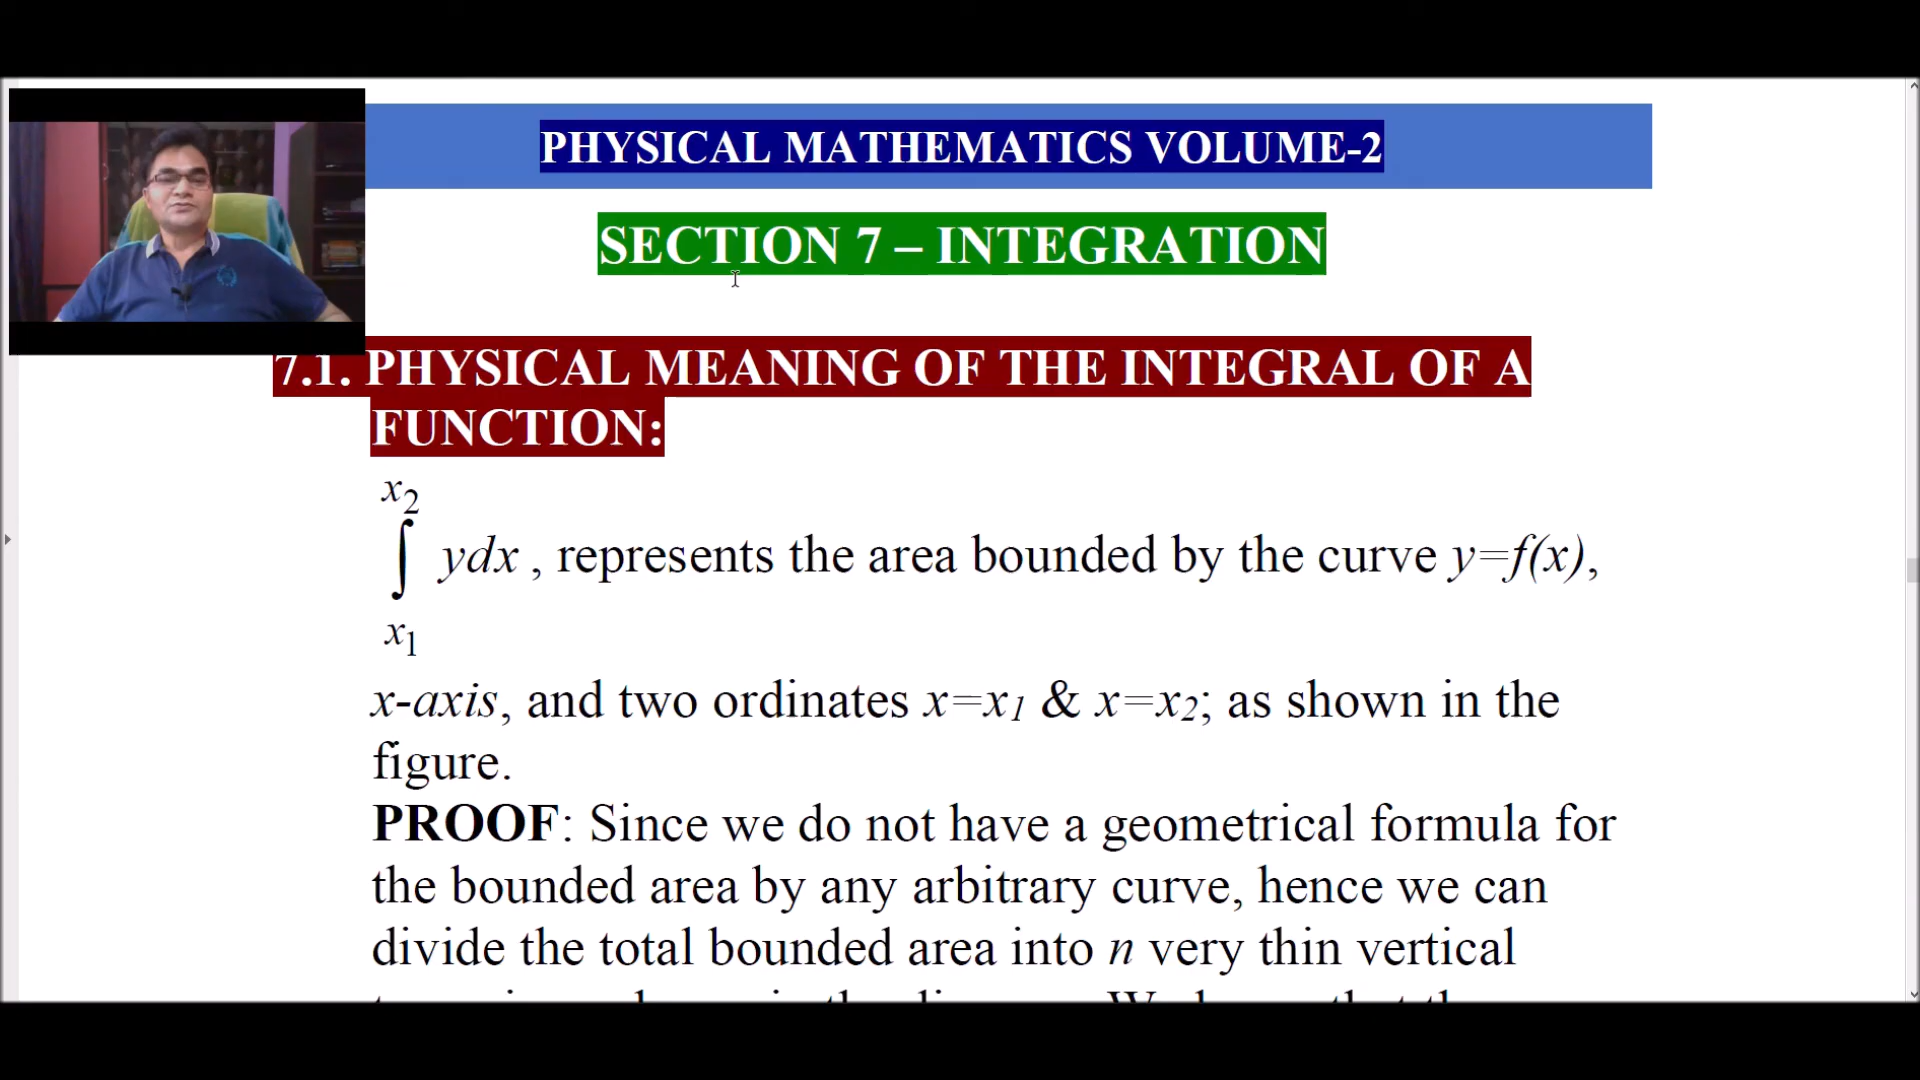 PHYSICAL MATHEMATICS VOLUME-2
SECTION 7 – INTEGRATION
7.1. PHYSICAL MEANING OF THE INTEGRAL OF A
FUNCTION:
x2
∫ ydx , represents the area bounded by the curve y=f(x),
x1
x-axis, and two ordinates x=x1 & x=x2; as shown in the
figure.
PROOF: Since we do not have a geometrical formula for
the bounded area by any arbitrary curve, hence we can
divide the total bounded area into n very thin vertical